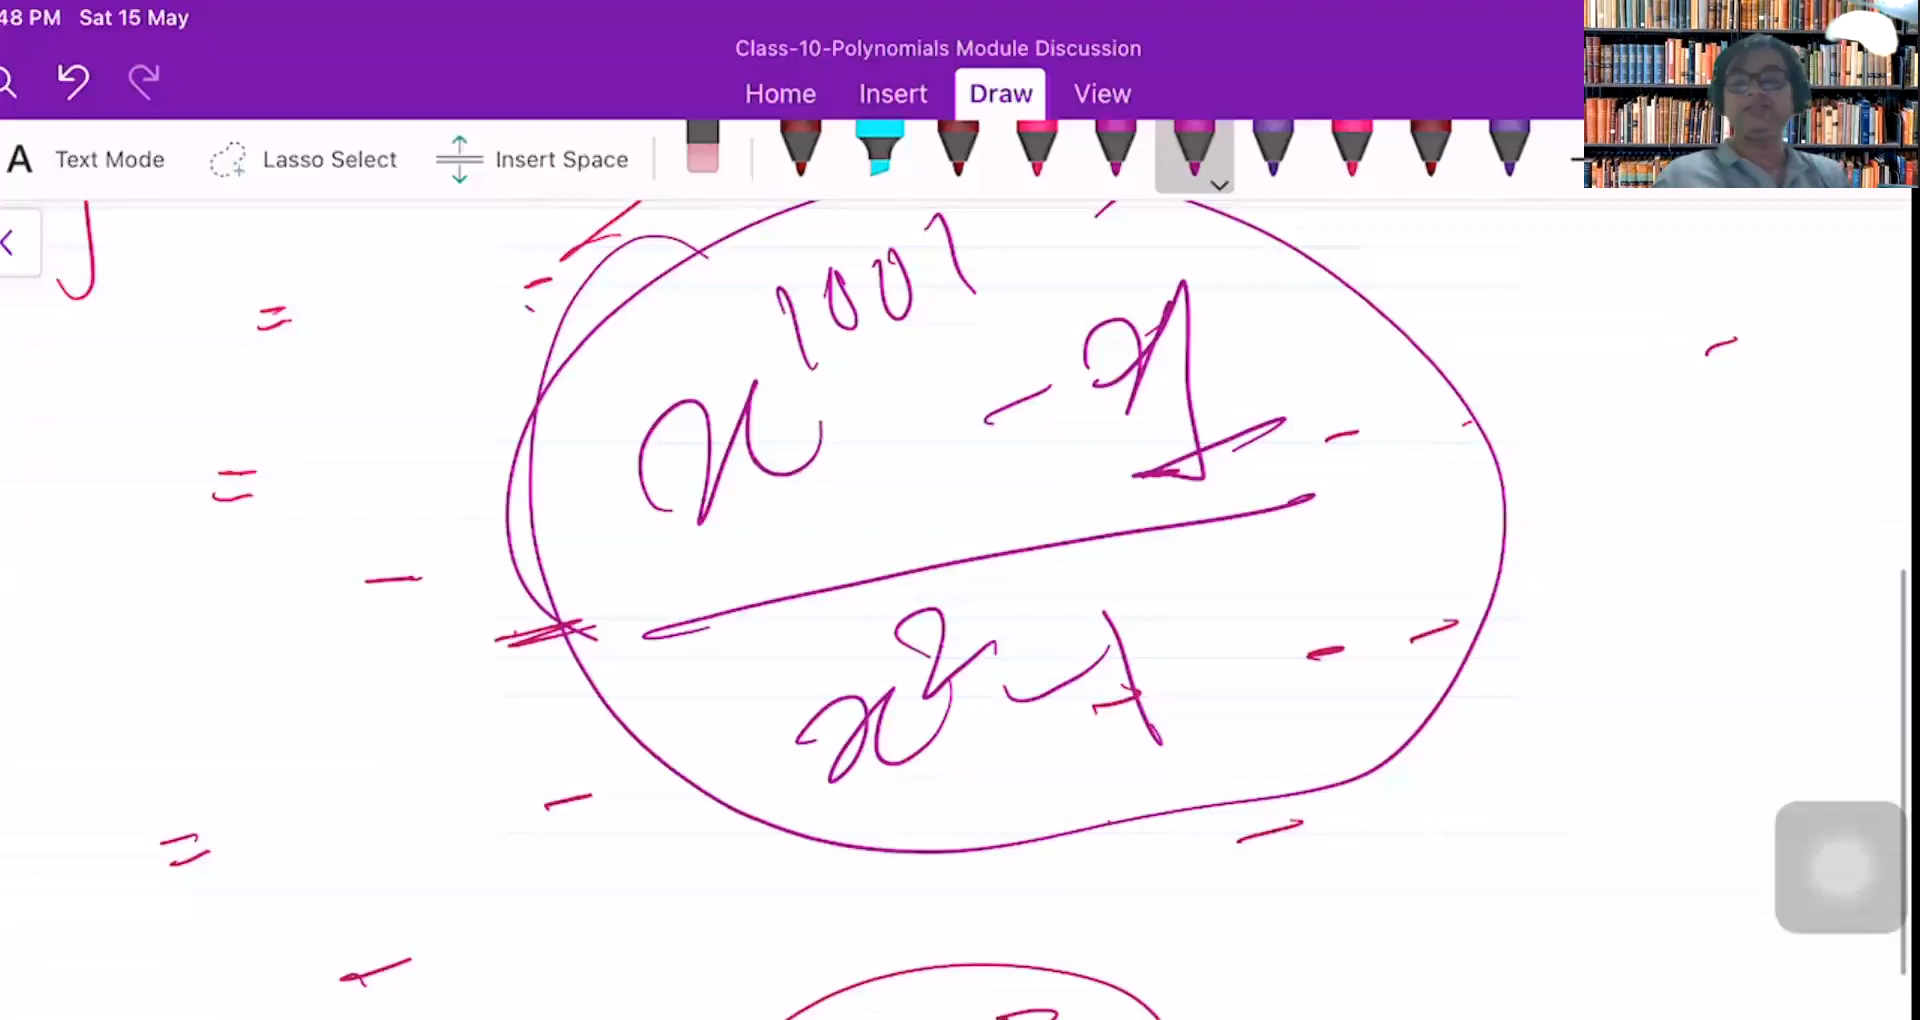 48 PM Sat 15 May
Class-10-Polynomials Module Discussion
Home Insert Draw View
A Text Mode Lasso Select Insert Space
=
x^1001 - 1
=
x^2 - 1
=